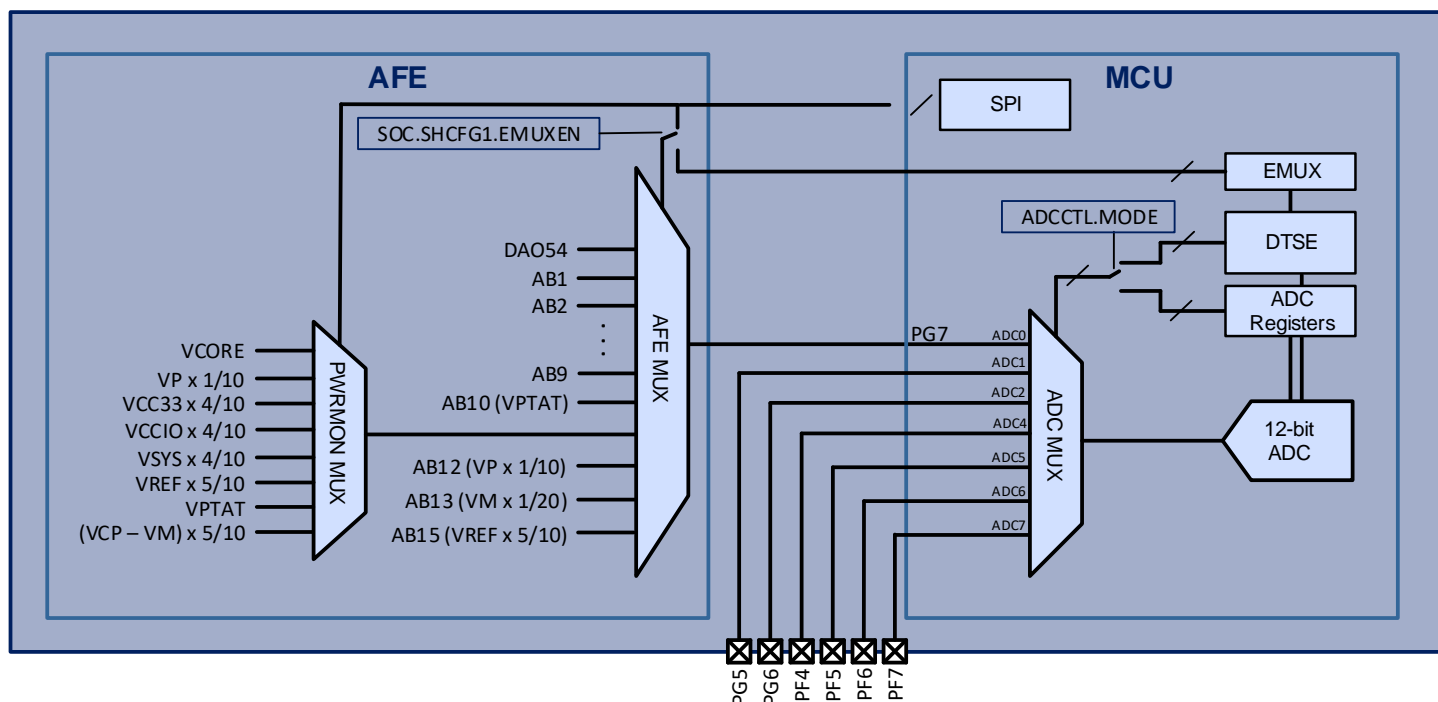 AFE
MCU
SPI
SOC.SHCFG1.EMUXEN
EMUX
ADCCTL.MODE
DTSE
ADC
Registers
DAO54
AB1
AB2
AB9
AB10 (VPTAT)
AB12 (VP x 1/10)
AB13 (VM x 1/20)
AB15 (VREF x 5/10)
AFE MUX
VCORE
VP x 1/10
VCC33 x 4/10
VCCIO x 4/10
VSYS x 4/10
VREF x 5/10
VPTAT
(VCP – VM) x 5/10
PWRMON MUX
PG7
ADC0
ADC1
ADC2
ADC4
ADC5
ADC6
ADC7
ADC MUX
12-bit
ADC
PG5
PG6
PF4
PF5
PF6
PF7